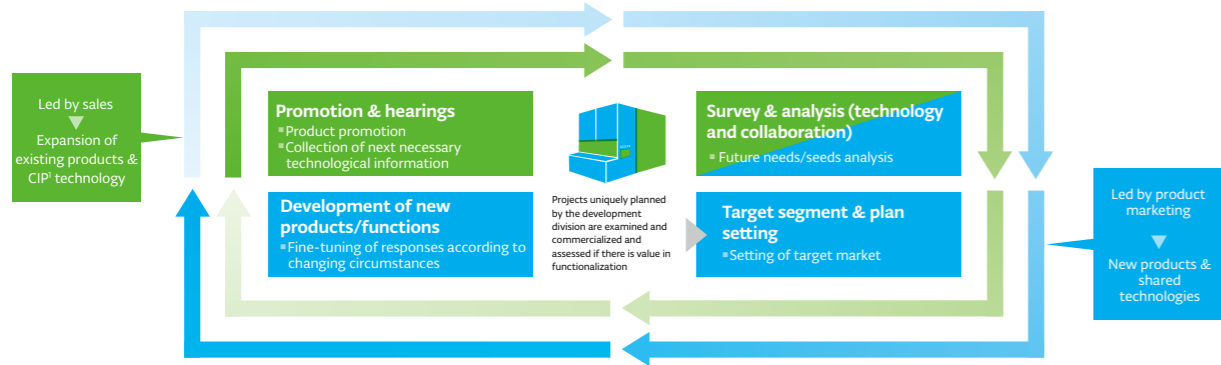 Led by sales
Expansion of
existing products &
CIP¹ technology
Promotion & hearings
Product promotion
Collection of next necessary
technological information
Survey & analysis (technology
and collaboration)
Future needs/seeds analysis
Development of new
products/functions
Fine-tuning of responses according to
changing circumstances
Projects uniquely planned
by the development
division are examined and
commercialized and
assessed if there is value in
functionalization
Target segment & plan
setting
Setting of target market
Led by product
marketing
New products &
shared
technologies